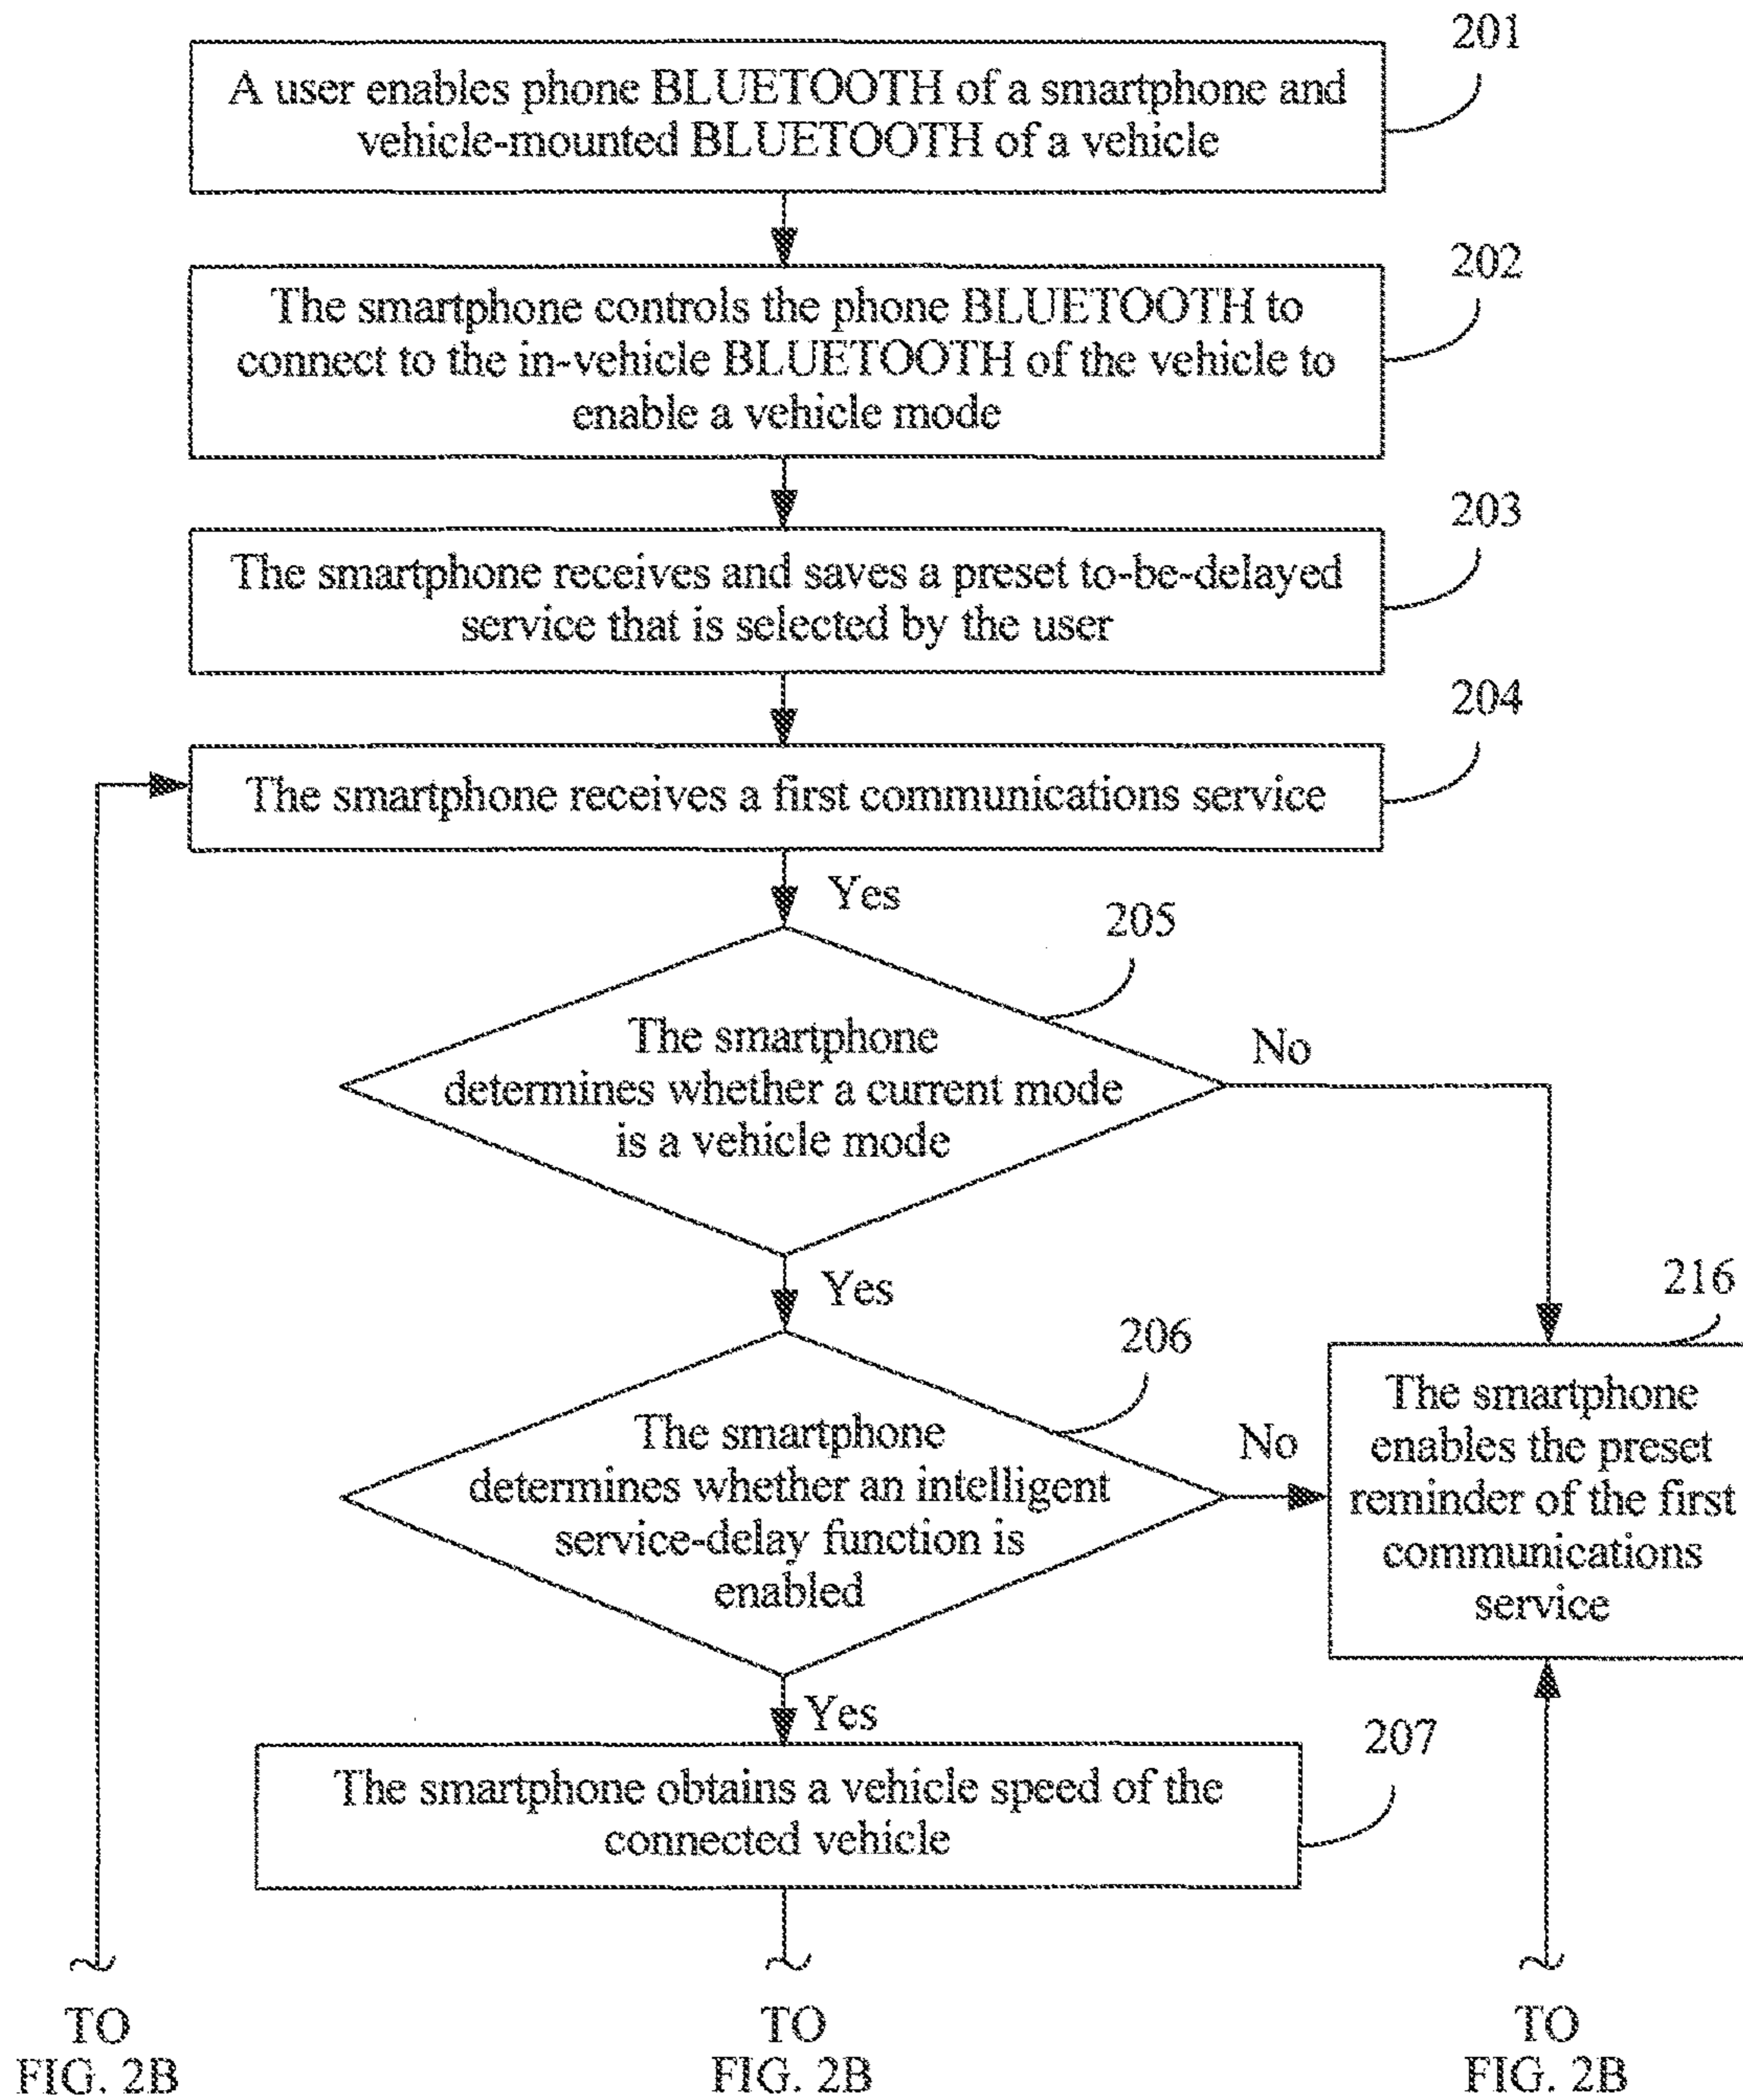 201
A user enables phone BLUETOOTH of a smartphone and
vehicle-mounted BLUETOOTH of a vehicle
202
The smartphone controls the phone BLUETOOTH to
connect to the in-vehicle BLUETOOTH of the vehicle to
enable a vehicle mode
203
The smartphone receives and saves a preset to-be-delayed
service that is selected by the user
204
The smartphone receives a first communications service
Yes
205
The smartphone
determines whether a current mode
is a vehicle mode
No
Yes
206
The smartphone
determines whether an intelligent
service-delay function is
enabled
No
216
The smartphone
enables the preset
reminder of the first
communications
service
Yes
207
The smartphone obtains a vehicle speed of the
connected vehicle
TO
FIG. 2B
TO
FIG. 2B
TO
FIG. 2B